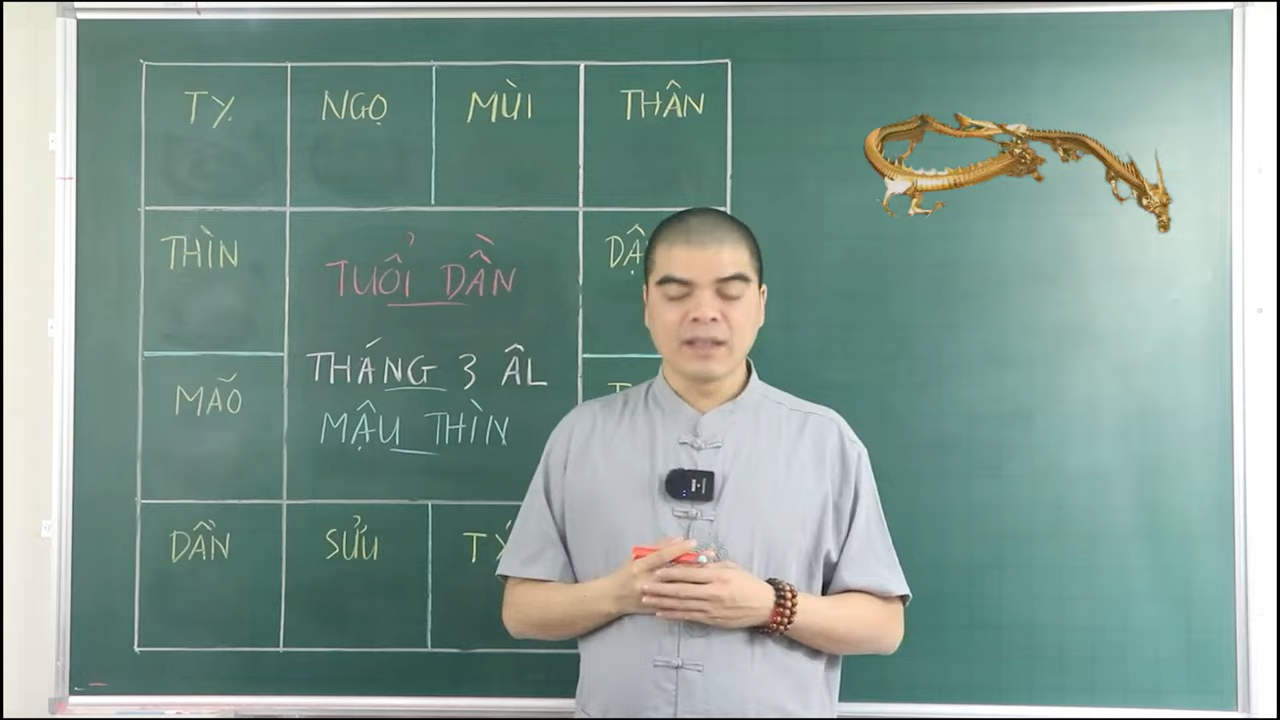 TỴ NGỌ MÙI THÂN
THÌN
TUỔI DẦN
THÁNG 3 ÂL
MÃO
MẬU THÌN
DẦN SỬU